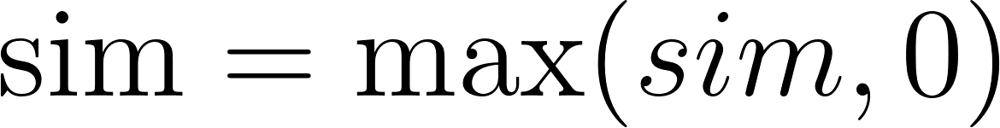 sim = max(sim, 0)